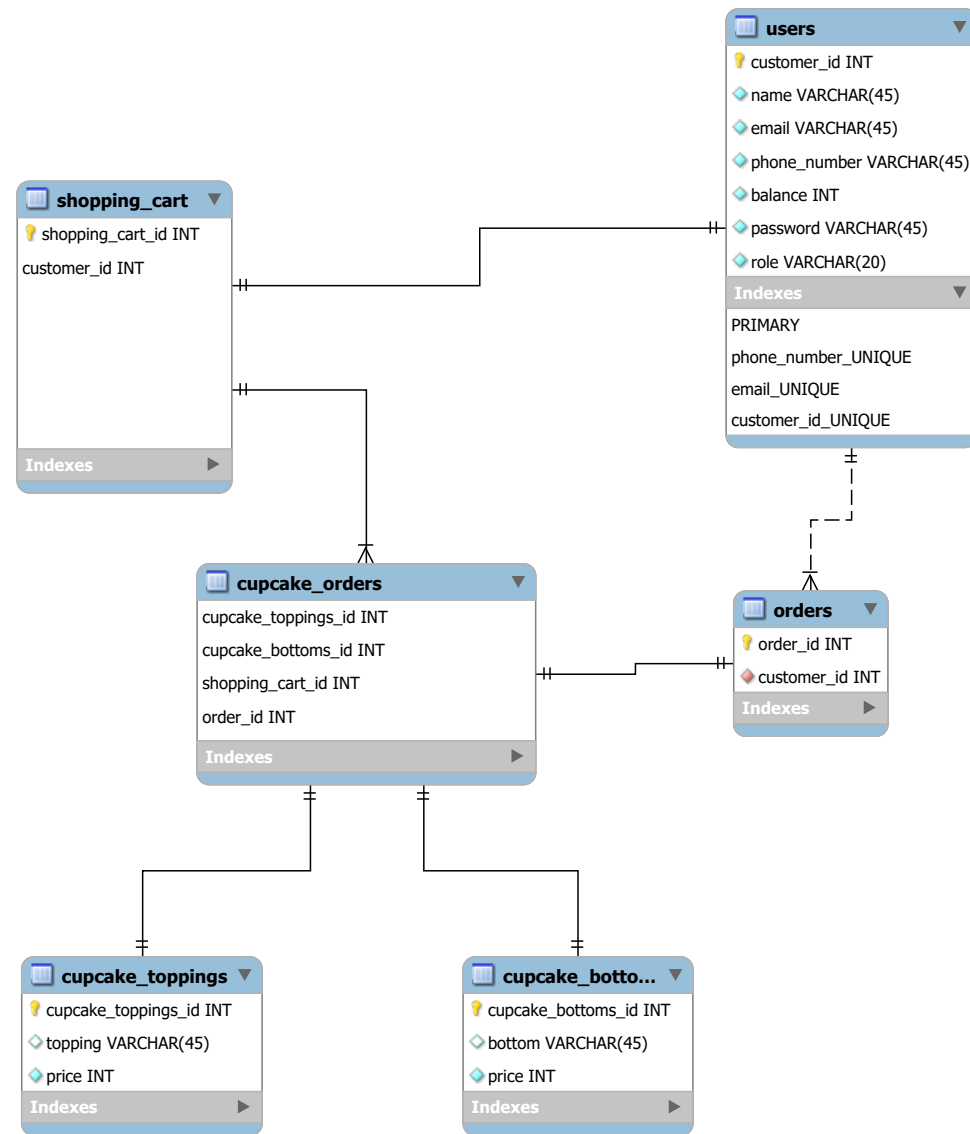 users
customer_id INT
name VARCHAR(45)
email VARCHAR(45)
phone_number VARCHAR(45)
balance INT
password VARCHAR(45)
role VARCHAR(20)
Indexes
PRIMARY
phone_number_UNIQUE
email_UNIQUE
customer_id_UNIQUE
shopping_cart
shopping_cart_id INT
customer_id INT
Indexes
cupcake_orders
cupcake_toppings_id INT
cupcake_bottoms_id INT
shopping_cart_id INT
order_id INT
Indexes
orders
order_id INT
customer_id INT
Indexes
cupcake_toppings
cupcake_toppings_id INT
topping VARCHAR(45)
price INT
Indexes
cupcake_botto...
cupcake_bottoms_id INT
bottom VARCHAR(45)
price INT
Indexes